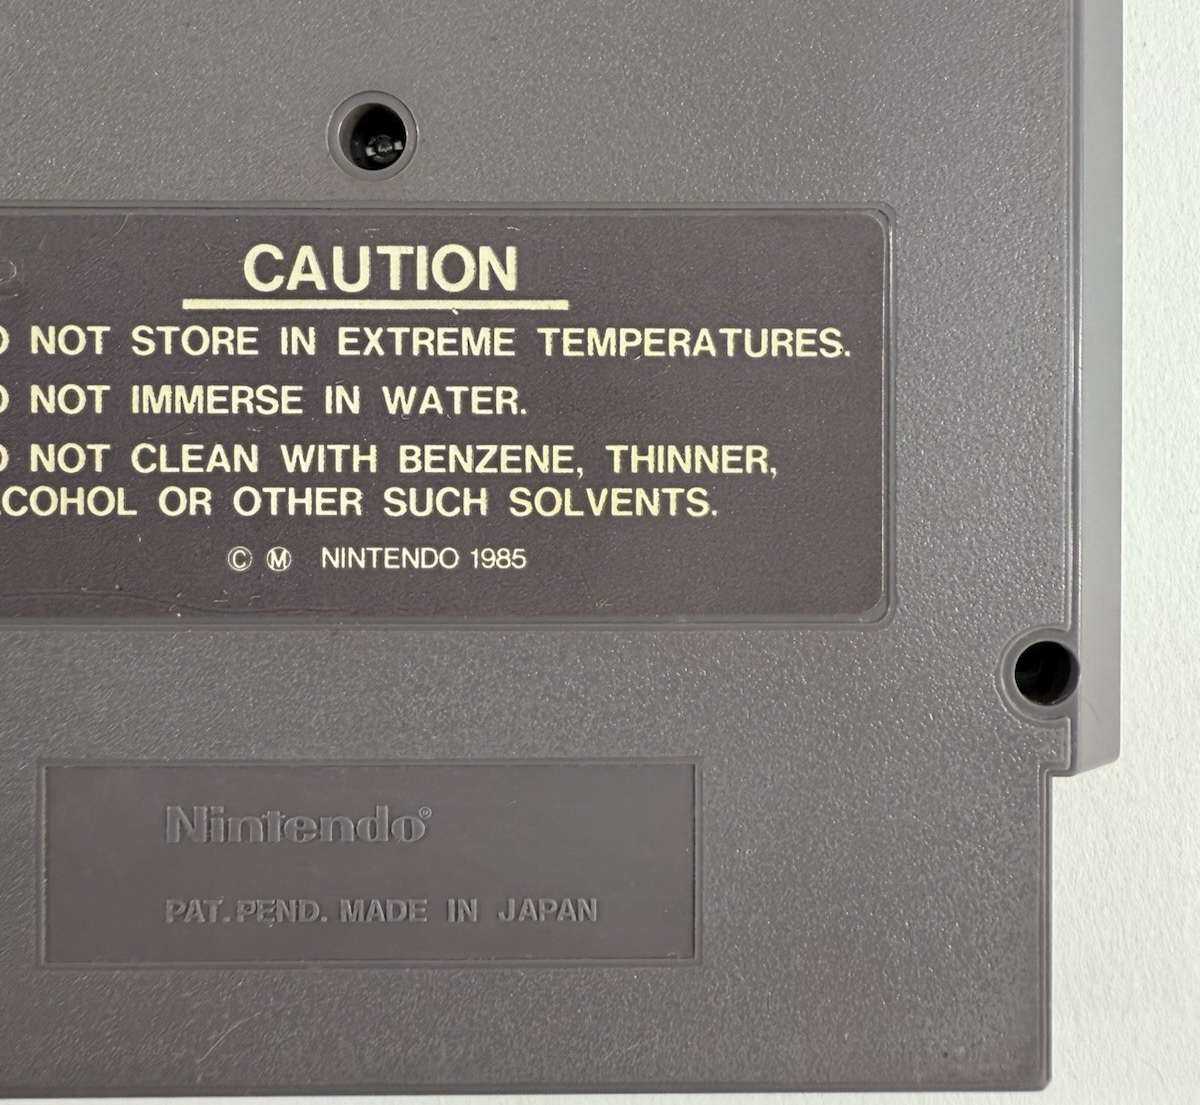 CAUTION
NOT STORE IN EXTREME TEMPERATURES.
NOT IMMERSE IN WATER.
NOT CLEAN WITH BENZENE, THINNER,
COHOL OR OTHER SUCH SOLVENTS.
© Ⓜ NINTENDO 1985
Nintendo®
PAT. PEND. MADE IN JAPAN